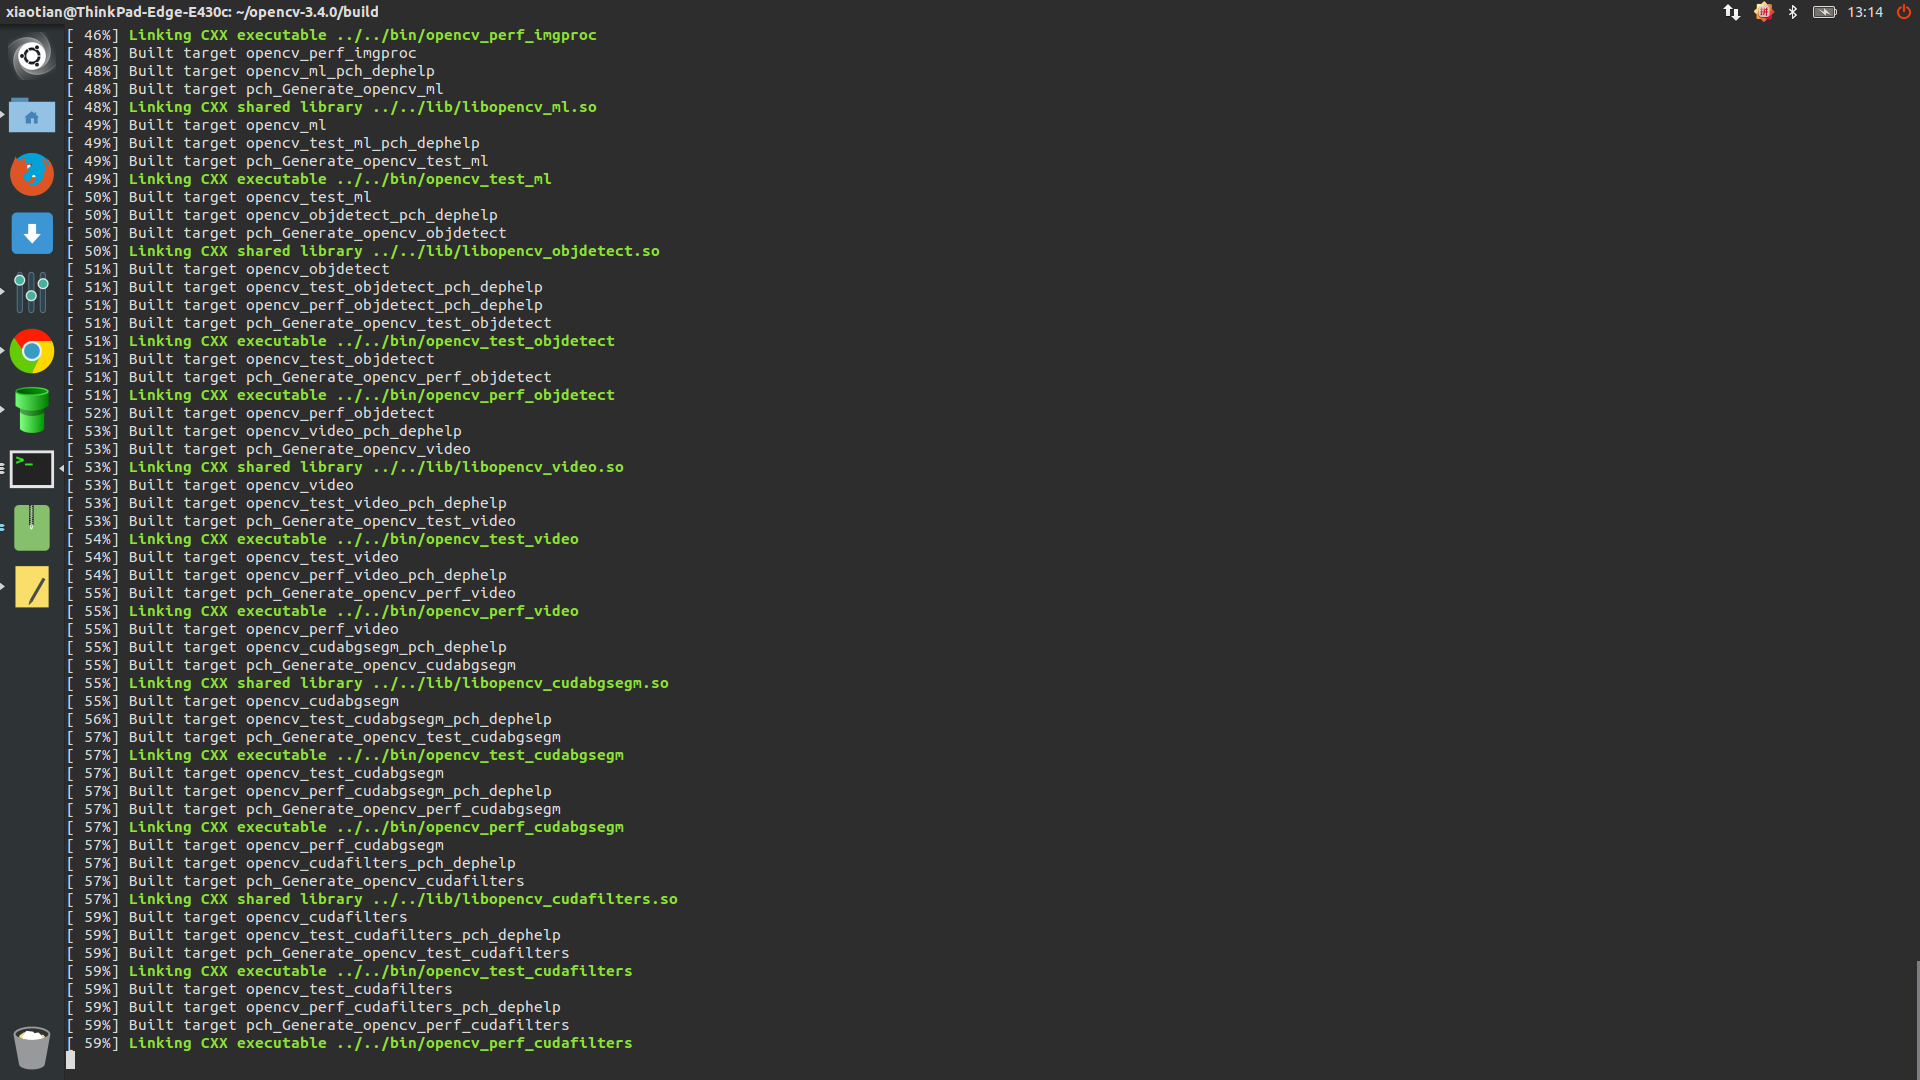 xiaotian@ThinkPad-Edge-E430c: ~/opencv-3.4.0/build 13:14
[ 46%] Linking CXX executable ../../bin/opencv_perf_imgproc
[ 48%] Built target opencv_perf_imgproc
[ 48%] Built target opencv_ml_pch_dephelp
[ 48%] Built target pch_Generate_opencv_ml
[ 48%] Linking CXX shared library ../../lib/libopencv_ml.so
[ 49%] Built target opencv_ml
[ 49%] Built target opencv_test_ml_pch_dephelp
[ 49%] Built target pch_Generate_opencv_test_ml
[ 49%] Linking CXX executable ../../bin/opencv_test_ml
[ 50%] Built target opencv_test_ml
[ 50%] Built target opencv_objdetect_pch_dephelp
[ 50%] Built target pch_Generate_opencv_objdetect
[ 50%] Linking CXX shared library ../../lib/libopencv_objdetect.so
[ 51%] Built target opencv_objdetect
[ 51%] Built target opencv_test_objdetect_pch_dephelp
[ 51%] Built target opencv_perf_objdetect_pch_dephelp
[ 51%] Built target pch_Generate_opencv_test_objdetect
[ 51%] Linking CXX executable ../../bin/opencv_test_objdetect
[ 51%] Built target opencv_test_objdetect
[ 51%] Built target pch_Generate_opencv_perf_objdetect
[ 51%] Linking CXX executable ../../bin/opencv_perf_objdetect
[ 52%] Built target opencv_perf_objdetect
[ 53%] Built target opencv_video_pch_dephelp
[ 53%] Built target pch_Generate_opencv_video
[ 53%] Linking CXX shared library ../../lib/libopencv_video.so
[ 53%] Built target opencv_video
[ 53%] Built target opencv_test_video_pch_dephelp
[ 53%] Built target pch_Generate_opencv_test_video
[ 54%] Linking CXX executable ../../bin/opencv_test_video
[ 54%] Built target opencv_test_video
[ 54%] Built target opencv_perf_video_pch_dephelp
[ 55%] Built target pch_Generate_opencv_perf_video
[ 55%] Linking CXX executable ../../bin/opencv_perf_video
[ 55%] Built target opencv_perf_video
[ 55%] Built target opencv_cudabgsegm_pch_dephelp
[ 55%] Built target pch_Generate_opencv_cudabgsegm
[ 55%] Linking CXX shared library ../../lib/libopencv_cudabgsegm.so
[ 55%] Built target opencv_cudabgsegm
[ 56%] Built target opencv_test_cudabgsegm_pch_dephelp
[ 57%] Built target pch_Generate_opencv_test_cudabgsegm
[ 57%] Linking CXX executable ../../bin/opencv_test_cudabgsegm
[ 57%] Built target opencv_test_cudabgsegm
[ 57%] Built target opencv_perf_cudabgsegm_pch_dephelp
[ 57%] Built target pch_Generate_opencv_perf_cudabgsegm
[ 57%] Linking CXX executable ../../bin/opencv_perf_cudabgsegm
[ 57%] Built target opencv_perf_cudabgsegm
[ 57%] Built target opencv_cudafilters_pch_dephelp
[ 57%] Built target pch_Generate_opencv_cudafilters
[ 57%] Linking CXX shared library ../../lib/libopencv_cudafilters.so
[ 59%] Built target opencv_cudafilters
[ 59%] Built target opencv_test_cudafilters_pch_dephelp
[ 59%] Built target pch_Generate_opencv_test_cudafilters
[ 59%] Linking CXX executable ../../bin/opencv_test_cudafilters
[ 59%] Built target opencv_test_cudafilters
[ 59%] Built target opencv_perf_cudafilters_pch_dephelp
[ 59%] Built target pch_Generate_opencv_perf_cudafilters
[ 59%] Linking CXX executable ../../bin/opencv_perf_cudafilters